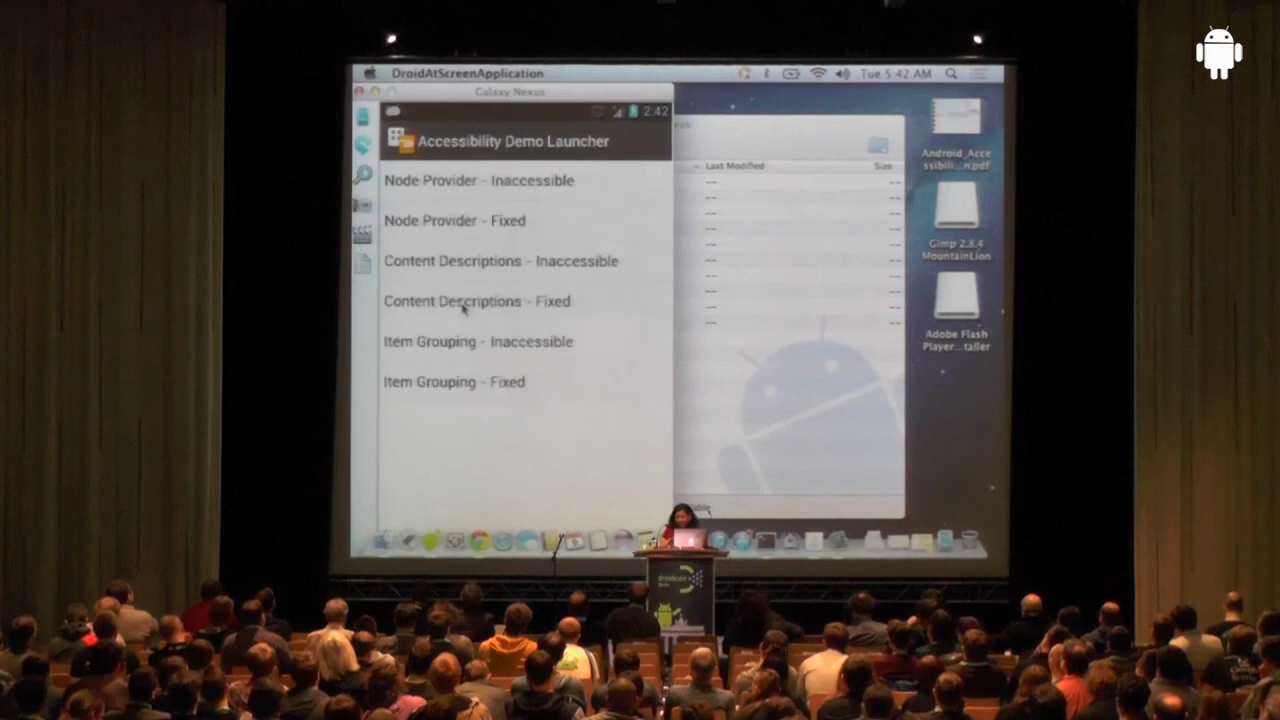 DroidAtScreenApplication
Tue 5:42 AM
Galaxy Nexus
2:42
Accessibility Demo Launcher
Node Provider - Inaccessible
Node Provider - Fixed
Content Descriptions - Inaccessible
Content Descriptions - Fixed
Item Grouping - Inaccessible
Item Grouping - Fixed
Last Modified
Size
Android_Acce
ssibili...n.pdf
Gimp 2.8.4
MountainLion
Adobe Flash
Player...taller
droidcon
Berlin